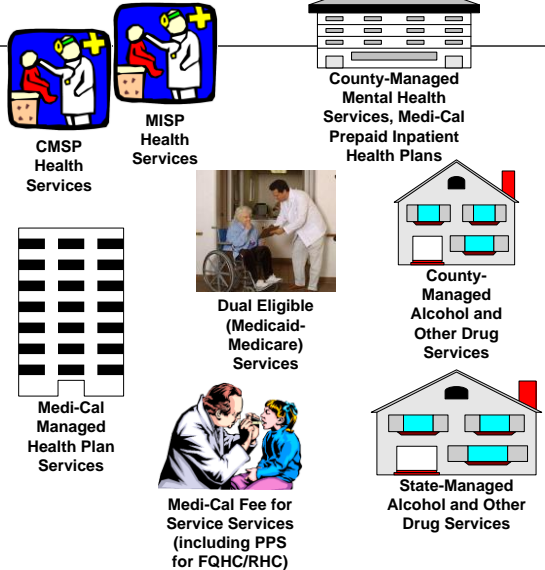 CMSP
Health
Services
MISP
Health
Services
County-Managed
Mental Health
Services, Medi-Cal
Prepaid Inpatient
Health Plans
Dual Eligible
(Medicaid-
Medicare)
Services
County-
Managed
Alcohol and
Other Drug
Services
Medi-Cal
Managed
Health Plan
Services
Medi-Cal Fee for
Service Services
(including PPS
for FQHC/RHC)
State-Managed
Alcohol and Other
Drug Services